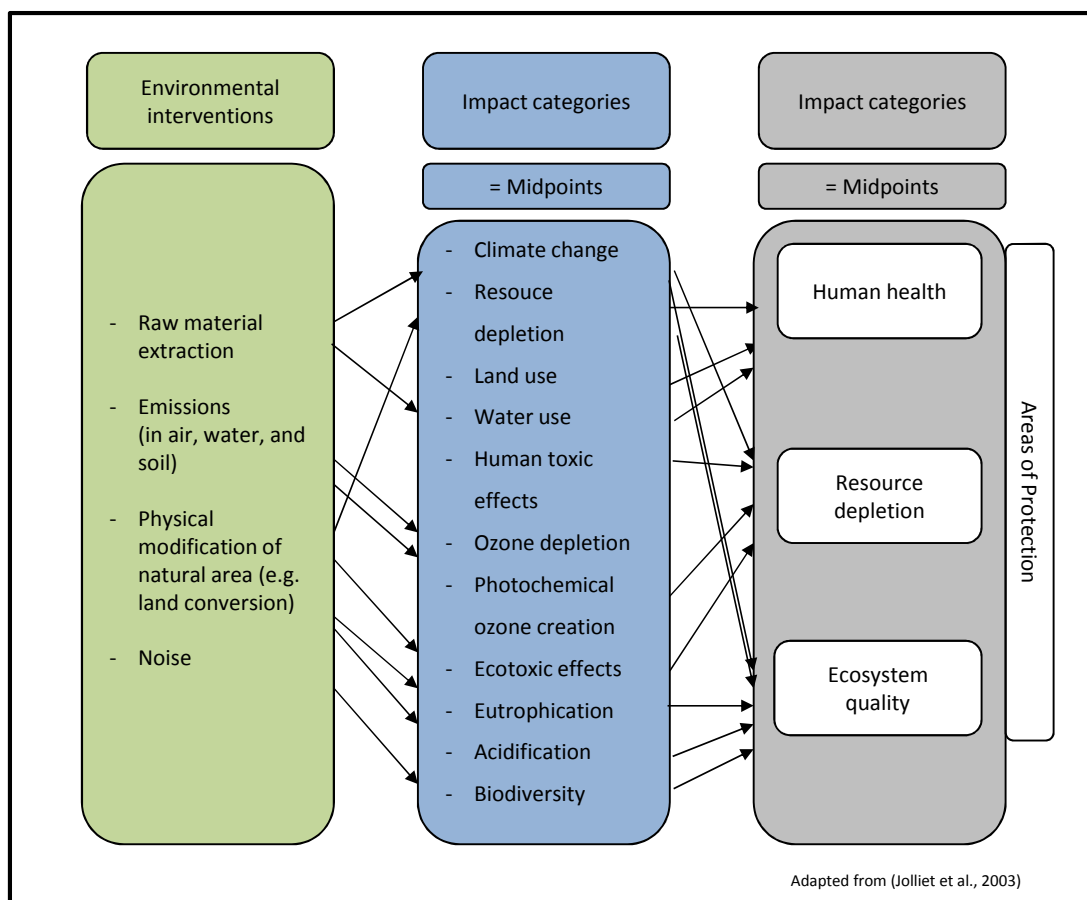 Environmental
interventions
Impact categories
Impact categories
= Midpoints
= Midpoints
- Raw material
extraction
- Emissions
(in air, water, and
soil)
- Physical
modification of
natural area (e.g.
land conversion)
- Noise
- Climate change
- Resouce
depletion
- Land use
- Water use
- Human toxic
effects
- Ozone depletion
- Photochemical
ozone creation
- Ecotoxic effects
- Eutrophication
- Acidification
- Biodiversity
Human health
Resource
depletion
Ecosystem
quality
Areas of Protection
Adapted from (Jolliet et al., 2003)